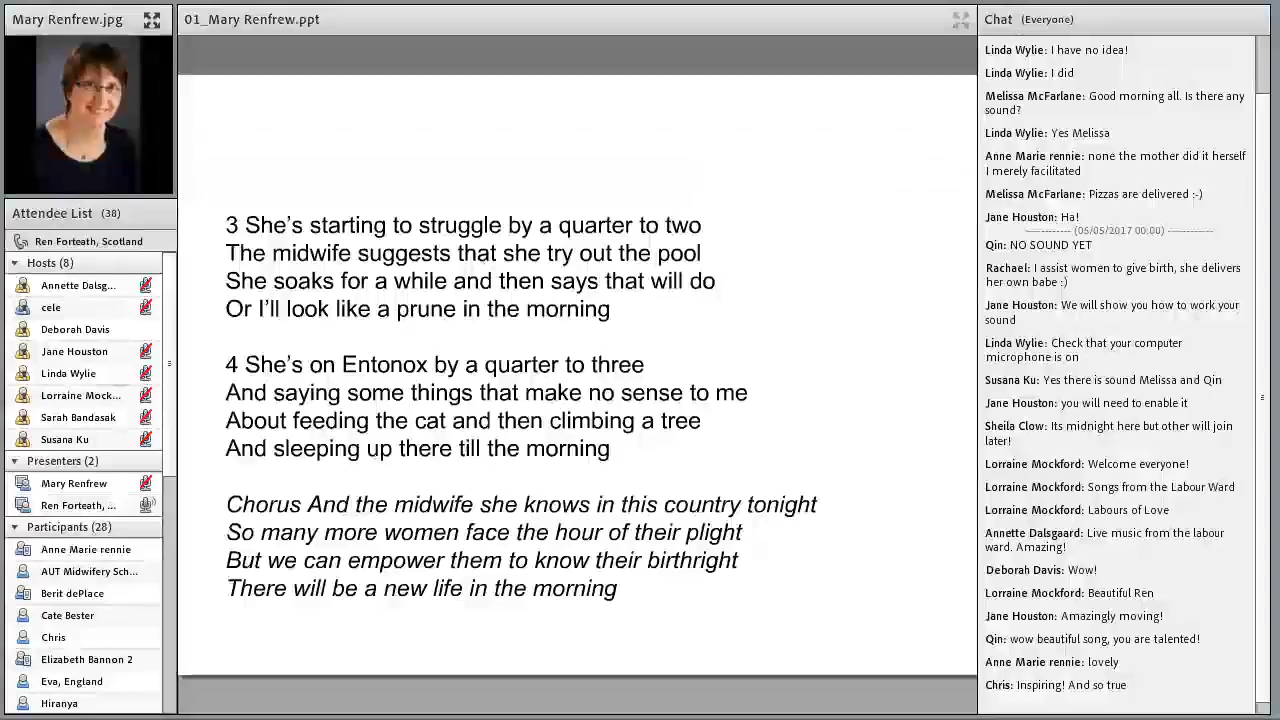 Mary Renfrew.jpg
Attendee List (38)
Ren Forteath, Scotland
Hosts (8)
Annette Dalsg...
cele
Deborah Davis
Jane Houston
Linda Wylie
Lorraine Mock...
Sarah Bandasak
Susana Ku
Presenters (2)
Mary Renfrew
Ren Forteath, ...
Participants (28)
Anne Marie rennie
AUT Midwifery Sch...
Berit dePlace
Cate Bester
Chris
Elizabeth Bannon 2
Eva, England
Hiranya
01_Mary Renfrew.ppt
3 She's starting to struggle by a quarter to two
The midwife suggests that she try out the pool
She soaks for a while and then says that will do
Or I'll look like a prune in the morning
4 She's on Entonox by a quarter to three
And saying some things that make no sense to me
About feeding the cat and then climbing a tree
And sleeping up there till the morning
Chorus And the midwife she knows in this country tonight
So many more women face the hour of their plight
But we can empower them to know their birthright
There will be a new life in the morning
Chat (Everyone)
Linda Wylie: I have no idea!
Linda Wylie: I did
Melissa McFarlane: Good morning all. Is there any
sound?
Linda Wylie: Yes Melissa
Anne Marie rennie: none the mother did it herself
I merely facilitated
Melissa McFarlane: Pizzas are delivered :-)
Jane Houston: Ha!
----------- (05/05/2017 00:00) -----------
Qin: NO SOUND YET
Rachael: I assist women to give birth, she delivers
her own babe :)
Jane Houston: We will show you how to work your
sound
Linda Wylie: Check that your computer
microphone is on
Susana Ku: Yes there is sound Melissa and Qin
Jane Houston: you will need to enable it
Sheila Clow: Its midnight here but other will join
later!
Lorraine Mockford: Welcome everyone!
Lorraine Mockford: Songs from the Labour Ward
Lorraine Mockford: Labours of Love
Annette Dalsgaard: Live music from the labour
ward. Amazing!
Deborah Davis: Wow!
Lorraine Mockford: Beautiful Ren
Jane Houston: Amazingly moving!
Qin: wow beautiful song, you are talented!
Anne Marie rennie: lovely
Chris: Inspiring! And so true